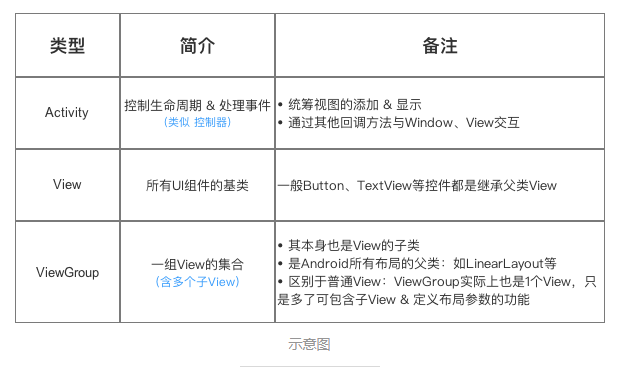 类型
简介
备注
Activity
控制生命周期 & 处理事件
(类似 控制器)
• 统筹视图的添加 & 显示
• 通过其他回调方法与Window、View交互
View
所有UI组件的基类
一般Button、TextView等控件都是继承父类View
ViewGroup
一组View的集合
(含多个子View)
• 其本身也是View的子类
• 是Android所有布局的父类：如LinearLayout等
• 区别于普通View：ViewGroup实际上也是1个View，只
是多了可包含子View & 定义布局参数的功能
示意图